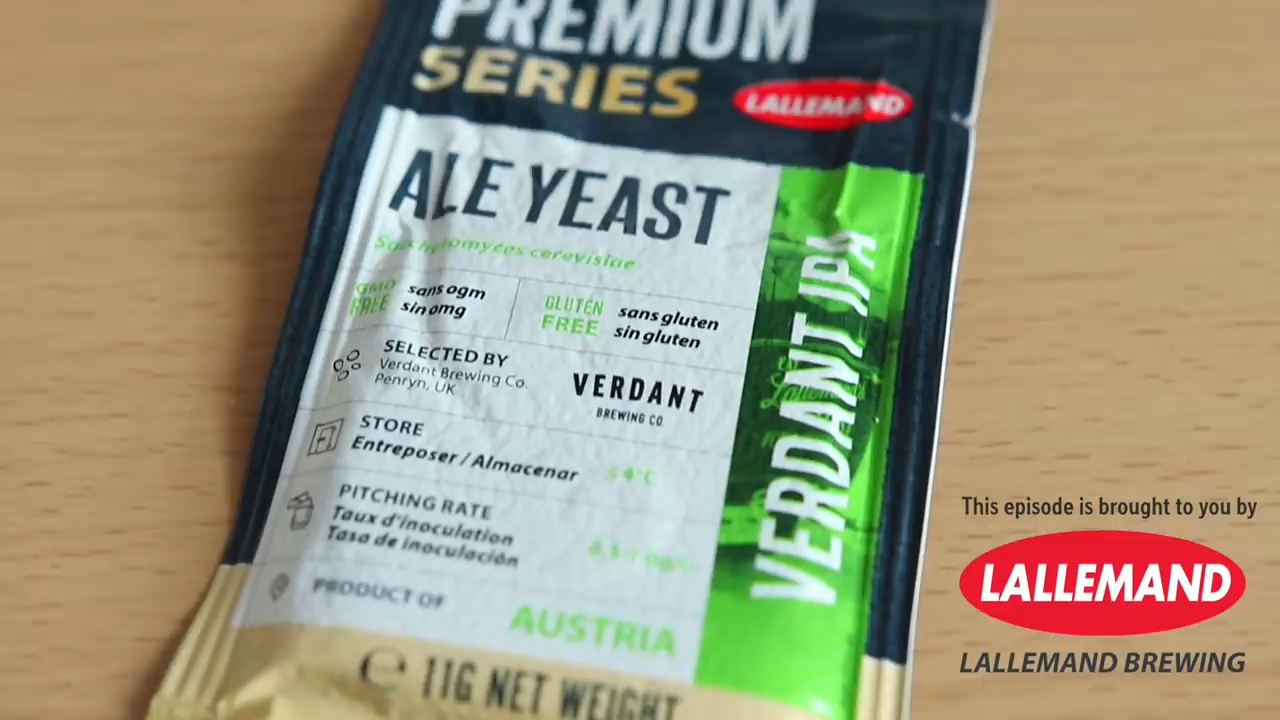 PREMIUM
SERIES
LALLEMAND
ALE YEAST
Saccharomyces cerevisiae
GMO FREE
sans ogm
sin omg
GLUTEN FREE
sans gluten
sin gluten
SELECTED BY
Verdant Brewing Co.
Penryn, UK
VERDANT
BREWING CO.
STORE
Entreposer / Almacenar
≤ 4°C
PITCHING RATE
Taux d'inoculation
Tasa de inoculación
PRODUCT OF
AUSTRIA
e 11G NET WEIGHT
VERDANT IPA
This episode is brought to you by
LALLEMAND
LALLEMAND BREWING